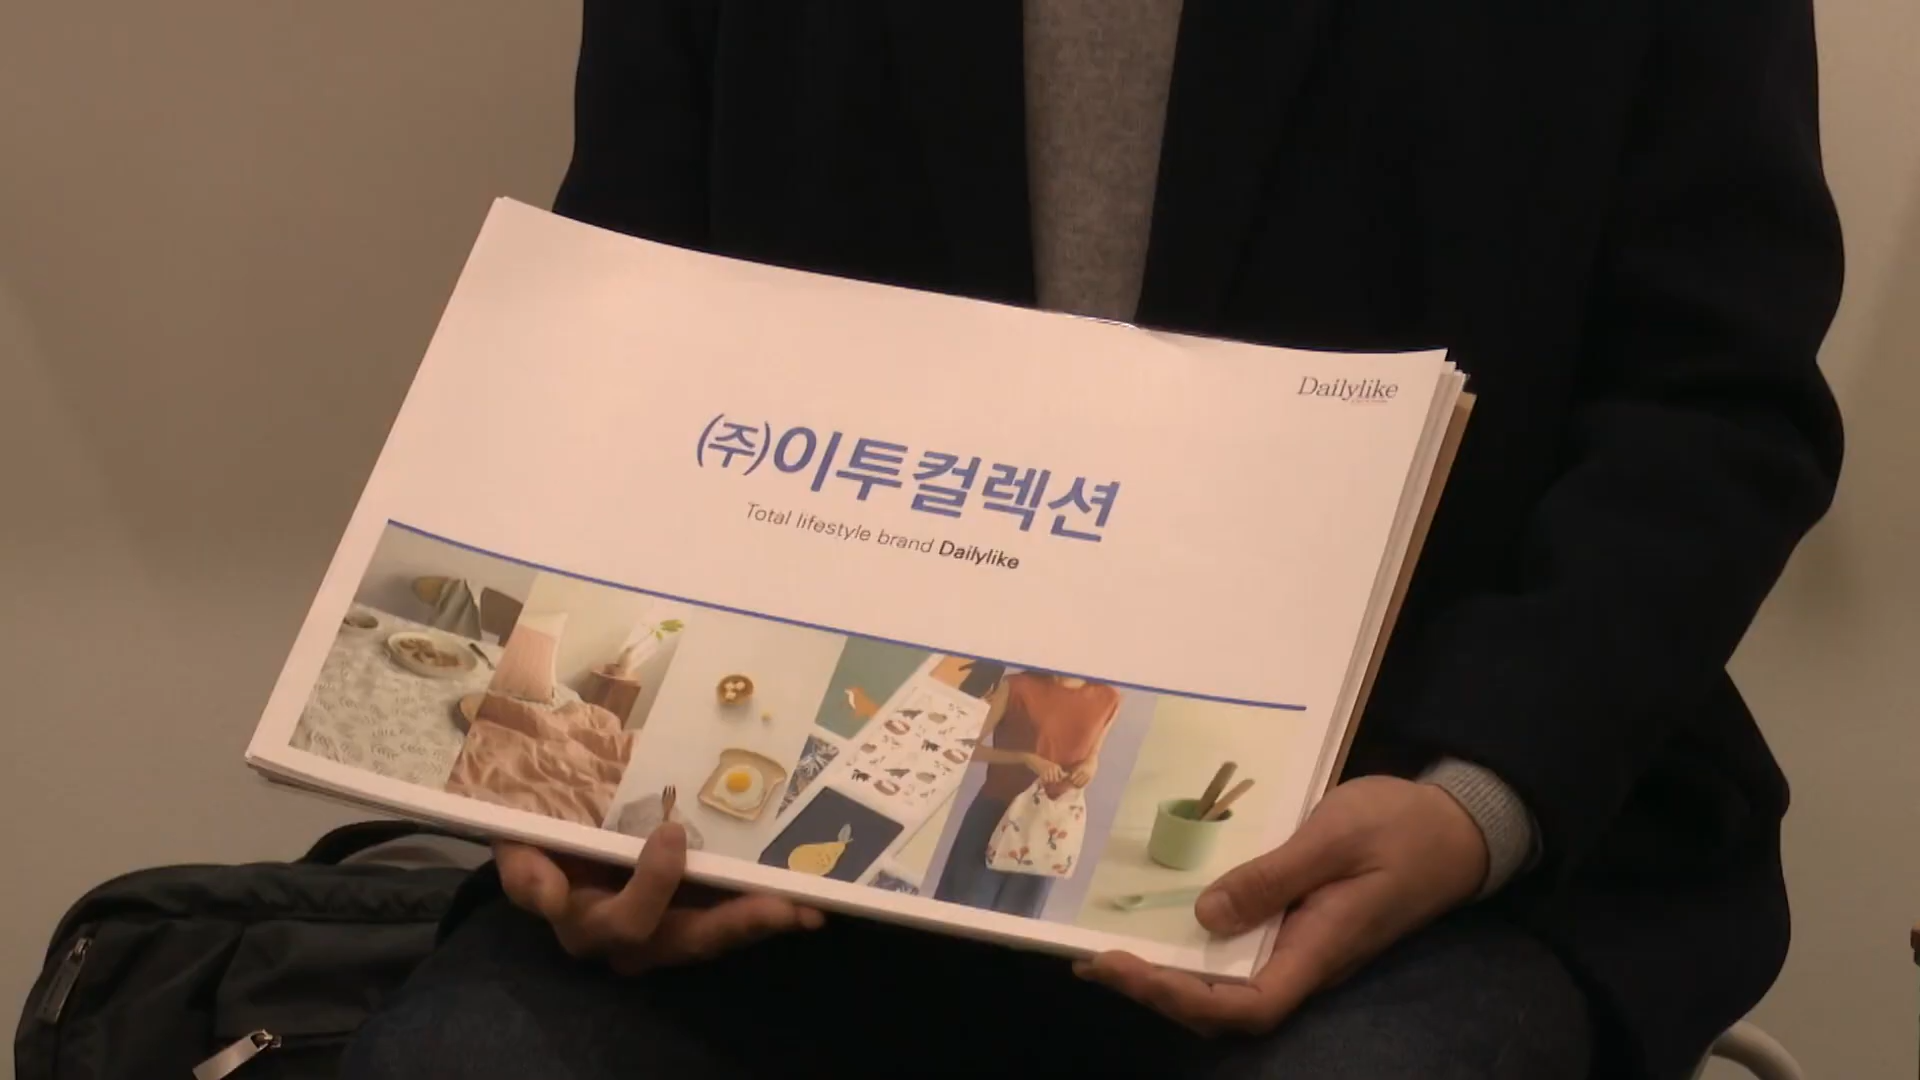 Dailylike
(주)이투컬렉션
Total lifestyle brand Dailylike